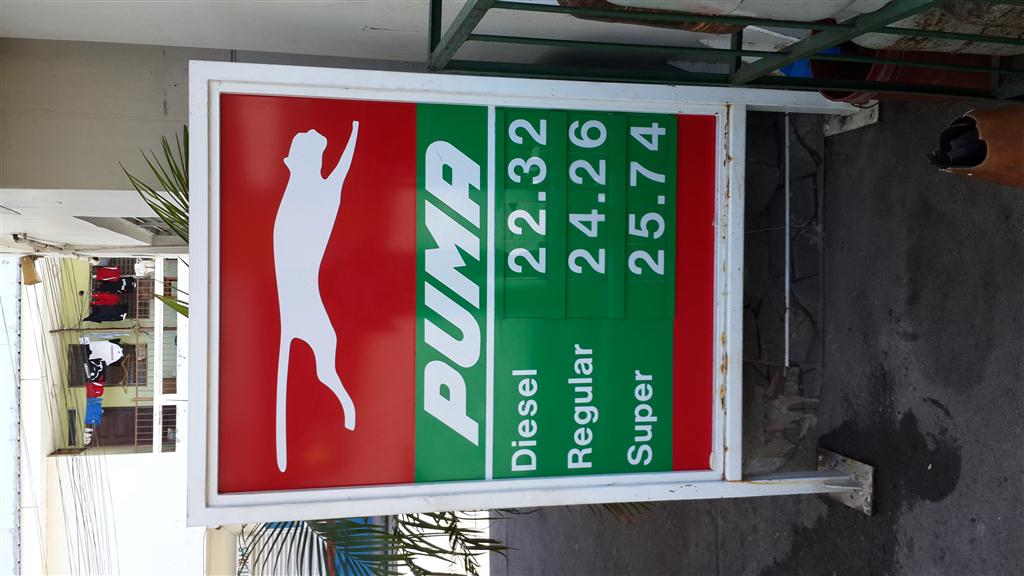 PUMA
Diesel 22.32
Regular 24.26
Super 25.74